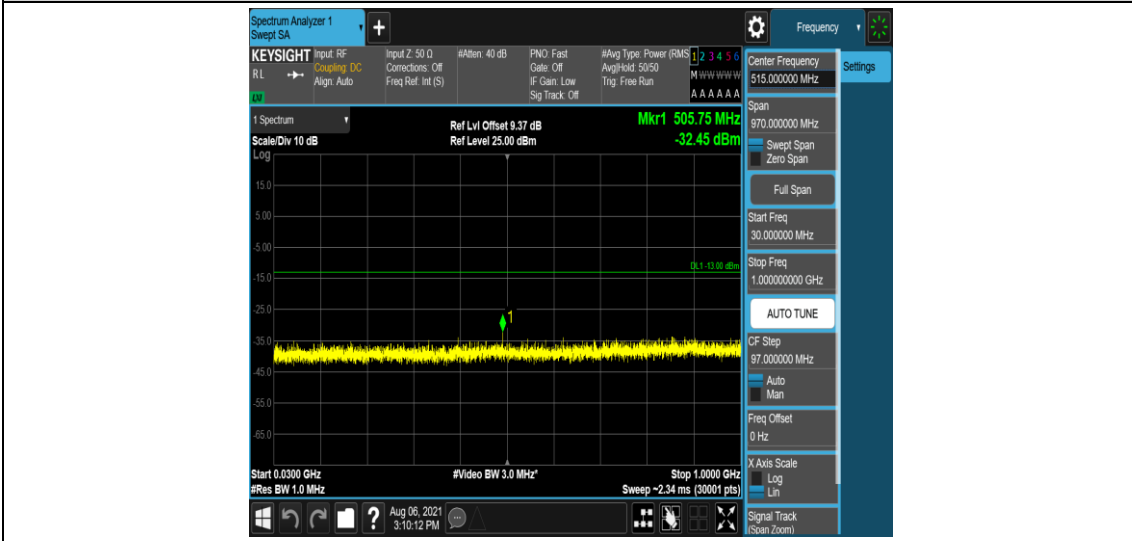 Spectrum Analyzer 1
Swept SA
Frequency
KEYSIGHT
RL
Input: RF
Coupling: DC
Align: Auto
Input Z: 50 Ω
Corrections: Off
Freq Ref: Int (S)
#Atten: 40 dB
PNO: Fast
Gate: Off
IF Gain: Low
Sig Track: Off
#Avg Type: Power (RMS
Avg|Hold: 50/50
Trig: Free Run
1 2 3 4 5 6
M W W W W W
A A A A A A
1 Spectrum
Scale/Div 10 dB
Log
Ref Lvl Offset 9.37 dB
Ref Level 25.00 dBm
Mkr1 505.75 MHz
-32.45 dBm
15.0
5.00
-5.00
DL1 -13.00 dBm
-15.0
-25.0
1
-35.0
-45.0
-55.0
-65.0
Start 0.0300 GHz
#Res BW 1.0 MHz
#Video BW 3.0 MHz*
Stop 1.0000 GHz
Sweep ~2.34 ms (30001 pts)
Aug 06, 2021
3:10:12 PM
Center Frequency
515.000000 MHz
Settings
Span
970.000000 MHz
Swept Span
Zero Span
Full Span
Start Freq
30.000000 MHz
Stop Freq
1.000000000 GHz
AUTO TUNE
CF Step
97.000000 MHz
Auto
Man
Freq Offset
0 Hz
X Axis Scale
Log
Lin
Signal Track
(Span Zoom)